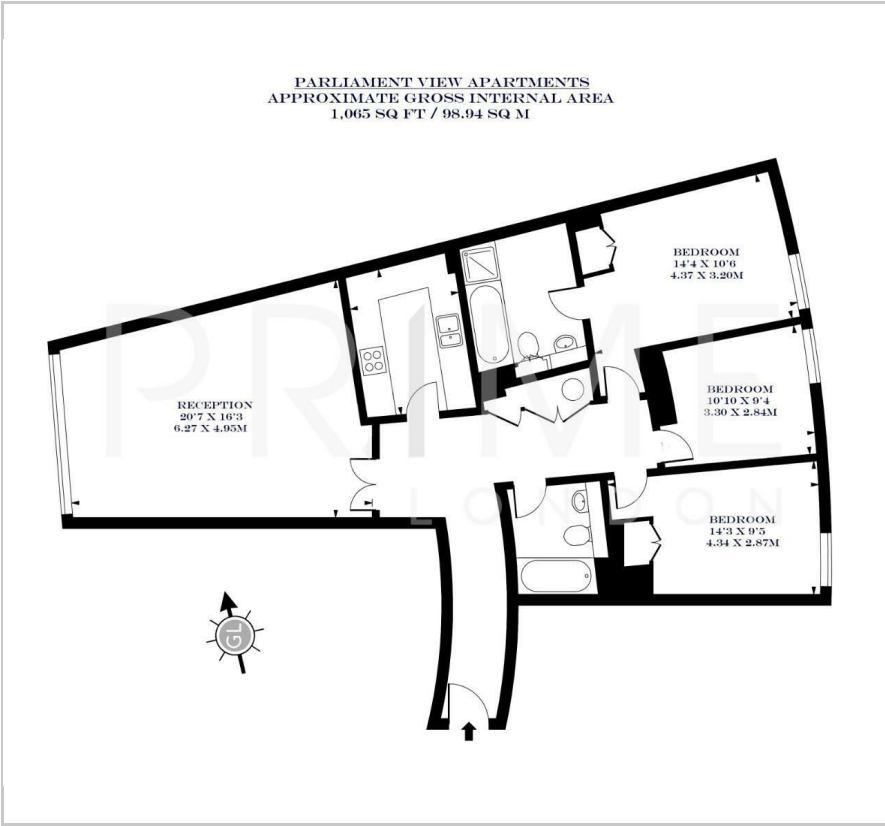 PARLIAMENT VIEW APARTMENTS
APPROXIMATE GROSS INTERNAL AREA
1,065 SQ FT / 98.94 SQ M
BEDROOM
14'4 X 10'6
4.37 X 3.20M
PRIME
LONDON
RECEPTION
20'7 X 16'3
6.27 X 4.95M
BEDROOM
10'10 X 9'4
3.30 X 2.84M
BEDROOM
14'3 X 9'5
4.34 X 2.87M
GL